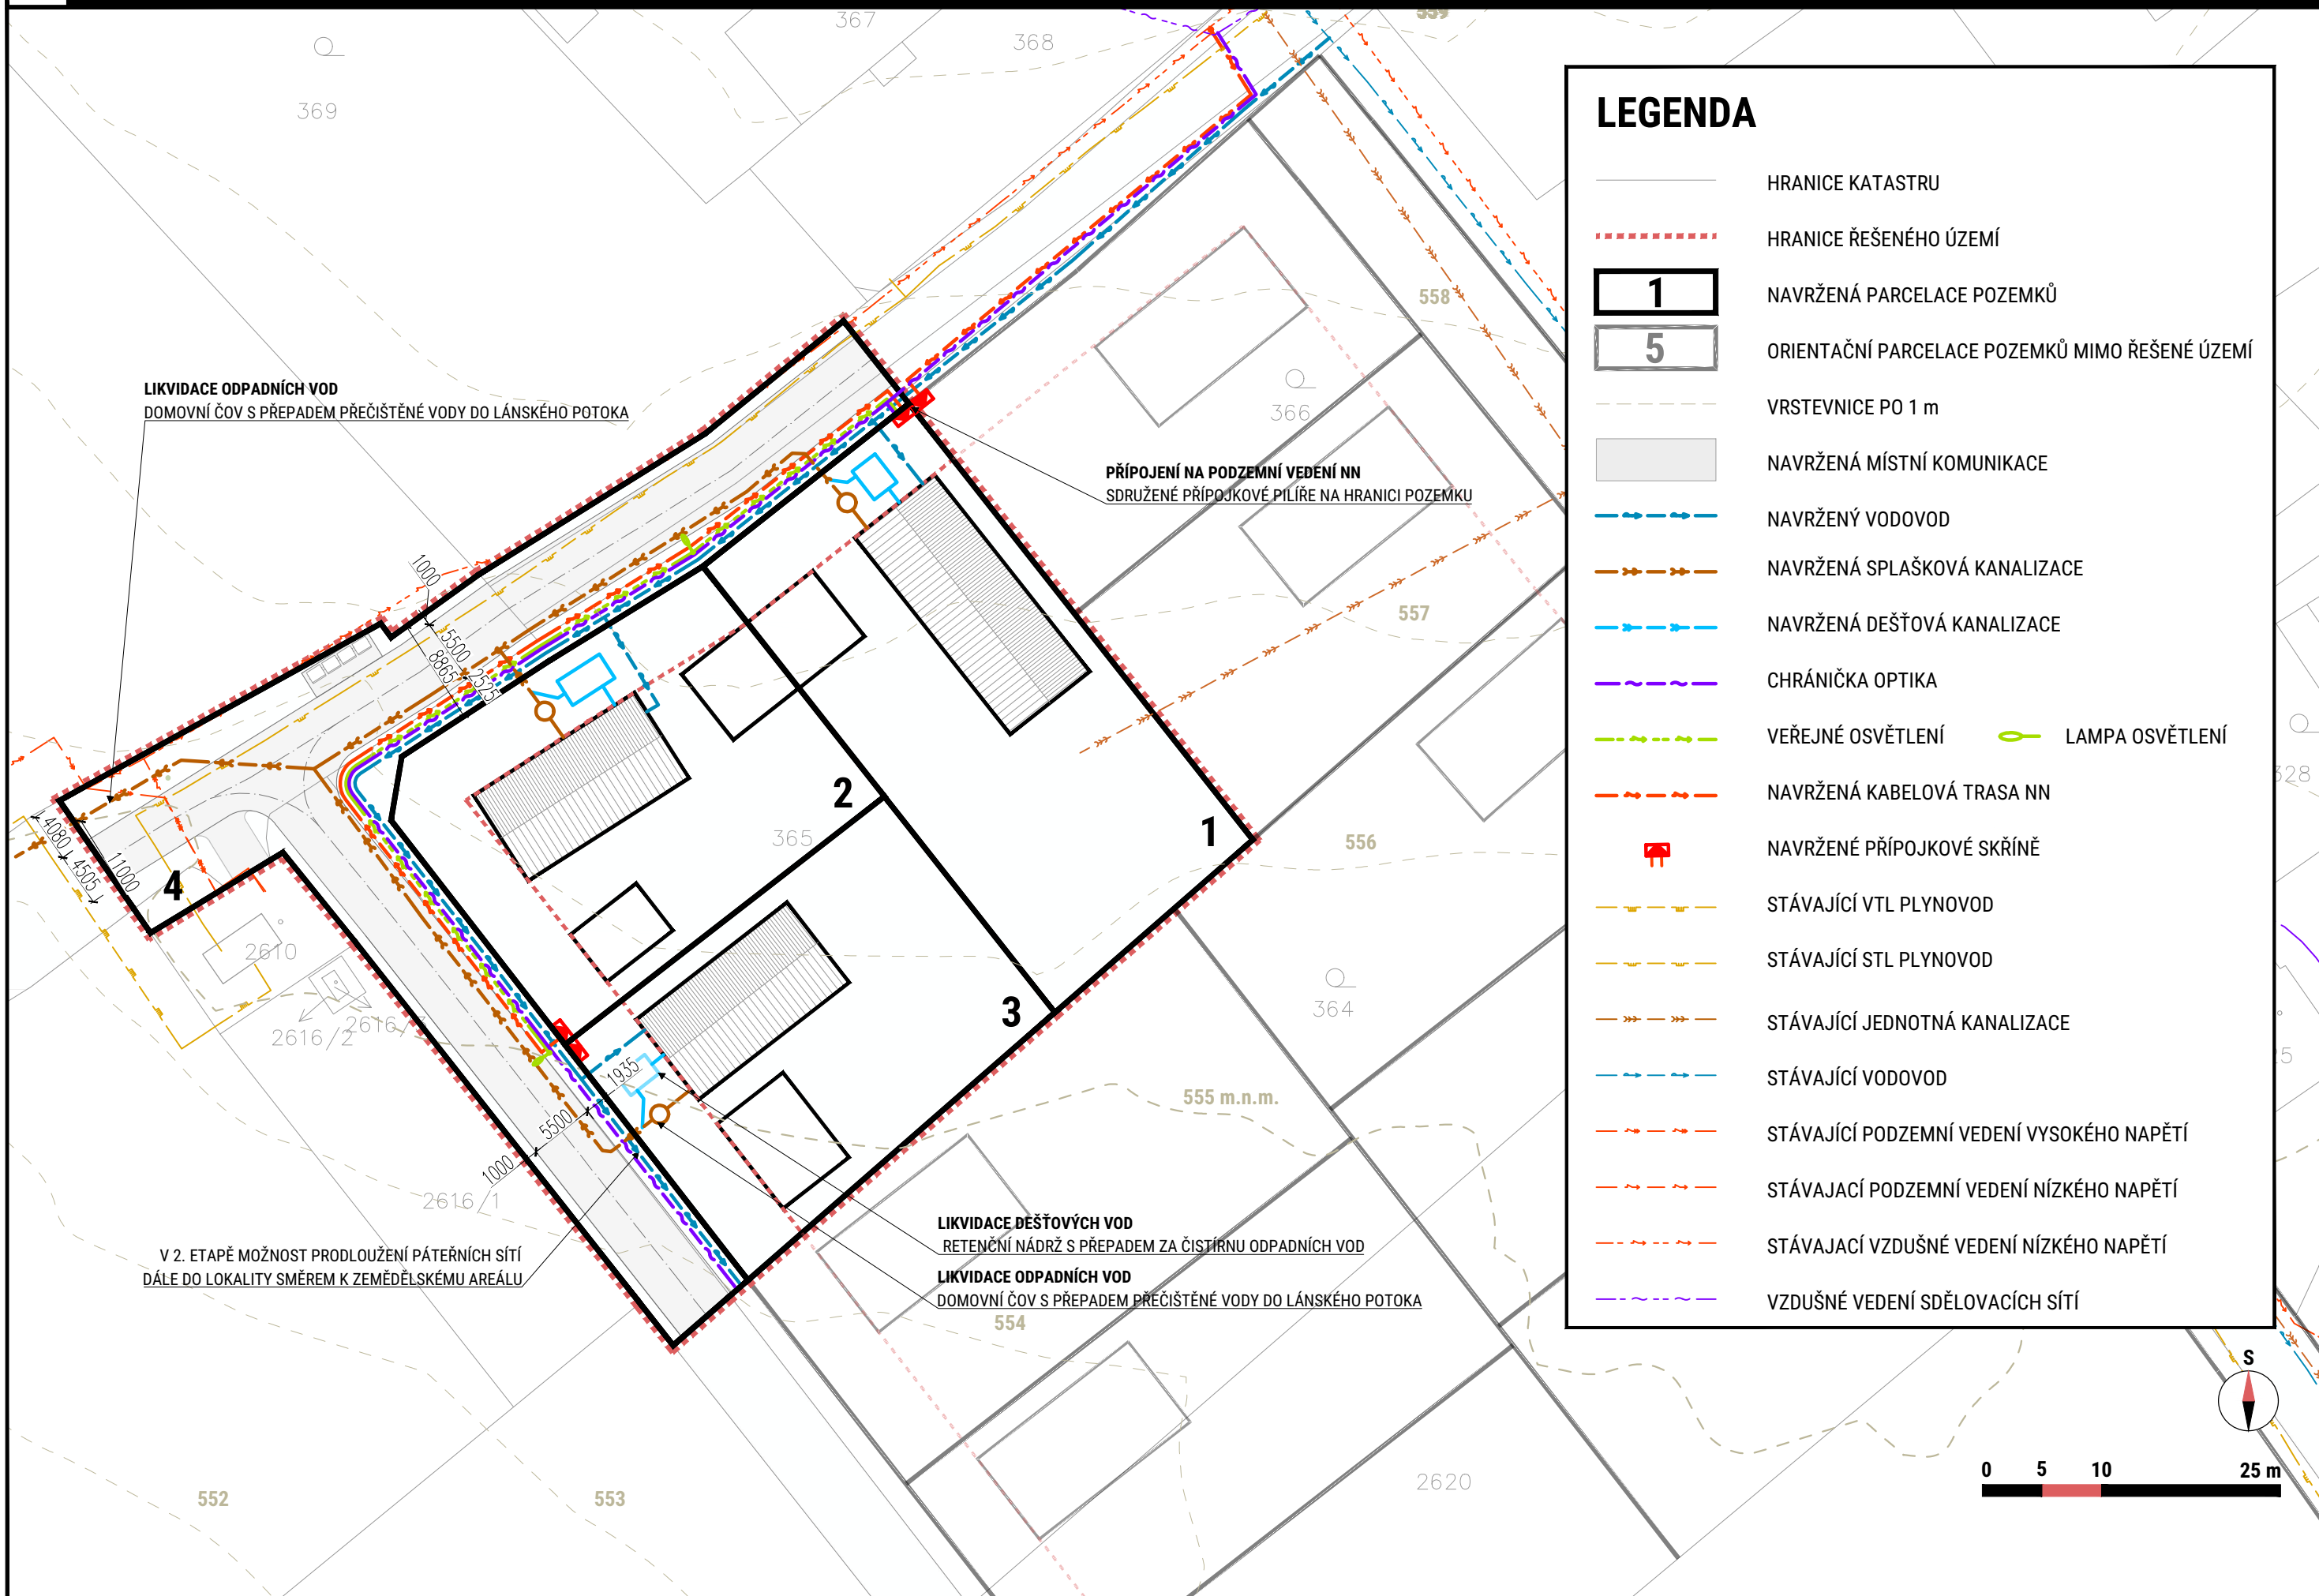 367
368
559
369
558
LIKVIDACE ODPADNÍCH VOD
DOMOVNÍ ČOV S PŘEPADEM PŘEČIŠTĚNÉ VODY DO LÁNSKÉHO POTOKA
366
PŘÍPOJENÍ NA PODZEMNÍ VEDENÍ NN
SDRUŽENÉ PŘÍPOJKOVÉ PILÍŘE NA HRANICI POZEMKU
1000
5500
8865
2525
557
2
365
1
556
4080
4505
11000
4
2610
2616/2
3
364
1935
5500
1000
555 m.n.m.
2616/1
V 2. ETAPĚ MOŽNOST PRODLOUŽENÍ PÁTEŘNÍCH SÍTÍ
DÁLE DO LOKALITY SMĚREM K ZEMĚDĚLSKÉMU AREÁLU
LIKVIDACE DEŠŤOVÝCH VOD
RETENČNÍ NÁDRŽ S PŘEPADEM ZA ČISTÍRNU ODPADNÍCH VOD
LIKVIDACE ODPADNÍCH VOD
DOMOVNÍ ČOV S PŘEPADEM PŘEČIŠTĚNÉ VODY DO LÁNSKÉHO POTOKA
554
552
553
2620
LEGENDA
HRANICE KATASTRU
HRANICE ŘEŠENÉHO ÚZEMÍ
1 NAVRŽENÁ PARCELACE POZEMKŮ
5 ORIENTAČNÍ PARCELACE POZEMKŮ MIMO ŘEŠENÉ ÚZEMÍ
VRSTEVNICE PO 1 m
NAVRŽENÁ MÍSTNÍ KOMUNIKACE
NAVRŽENÝ VODOVOD
NAVRŽENÁ SPLAŠKOVÁ KANALIZACE
NAVRŽENÁ DEŠŤOVÁ KANALIZACE
CHRÁNIČKA OPTIKA
VEŘEJNÉ OSVĚTLENÍ LAMPA OSVĚTLENÍ
NAVRŽENÁ KABELOVÁ TRASA NN
NAVRŽENÉ PŘÍPOJKOVÉ SKŘÍNĚ
STÁVAJÍCÍ VTL PLYNOVOD
STÁVAJÍCÍ STL PLYNOVOD
STÁVAJÍCÍ JEDNOTNÁ KANALIZACE
STÁVAJÍCÍ VODOVOD
STÁVAJÍCÍ PODZEMNÍ VEDENÍ VYSOKÉHO NAPĚTÍ
STÁVAJACÍ PODZEMNÍ VEDENÍ NÍZKÉHO NAPĚTÍ
STÁVAJACÍ VZDUŠNÉ VEDENÍ NÍZKÉHO NAPĚTÍ
VZDUŠNÉ VEDENÍ SDĚLOVACÍCH SÍTÍ
328
S
0 5 10 25 m